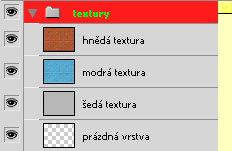 textury
hnědá textura
modrá textura
šedá textura
prázdná vrstva